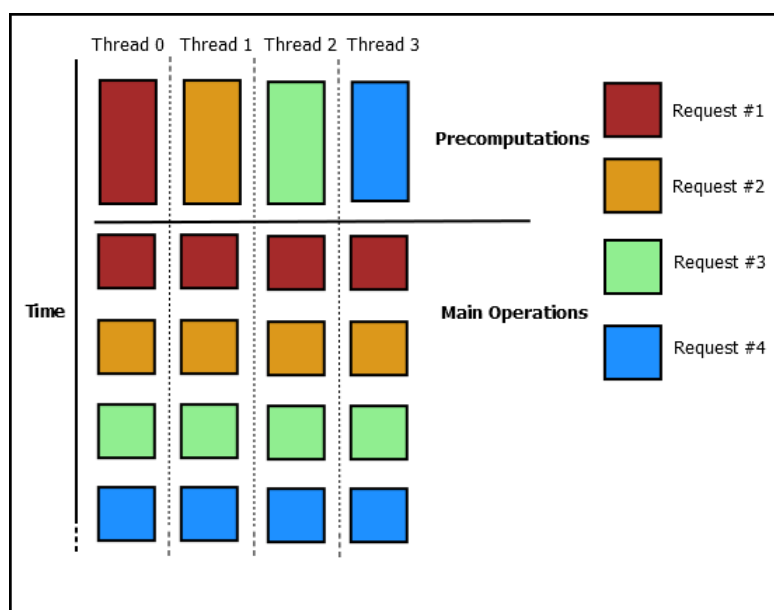 Thread 0
Thread 1
Thread 2
Thread 3
Precomputations
Request #1
Request #2
Request #3
Time
Main Operations
Request #4